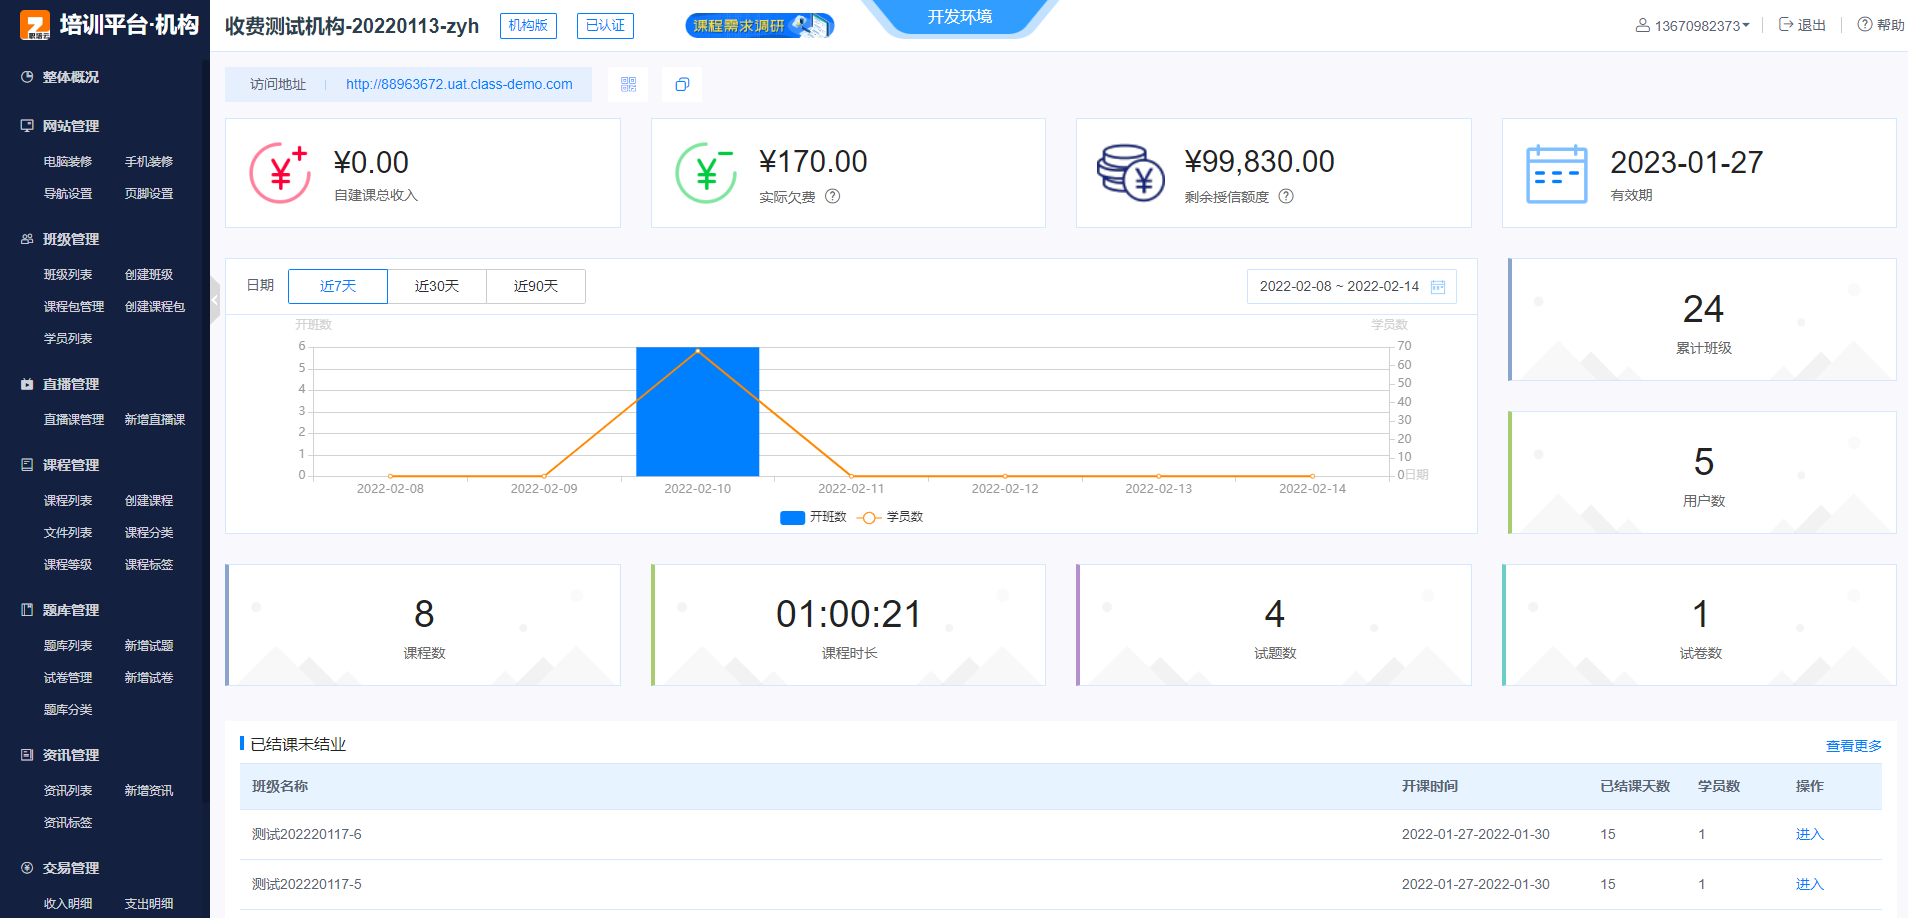 职培云
培训平台·机构
收费测试机构-20220113-zyh
机构版
已认证
课程需求调研
开发环境
13670982373
退出
帮助
整体概况
网站管理
电脑装修 手机装修
导航设置 页脚设置
班级管理
班级列表 创建班级
课程包管理 创建课程包
学员列表
直播管理
直播课管理 新增直播课
课程管理
课程列表 创建课程
文件列表 课程分类
课程等级 课程标签
题库管理
题库列表 新增试题
试卷管理 新增试卷
题库分类
资讯管理
资讯列表 新增资讯
资讯标签
交易管理
收入明细 支出明细
访问地址 http://88963672.uat.class-demo.com
¥0.00
自建课总收入
¥170.00
实际欠费
¥99,830.00
剩余授信额度
2023-01-27
有效期
日期 近7天 近30天 近90天
2022-02-08 ~ 2022-02-14
开班数
学员数
6
5
4
3
2
1
0
70
60
50
40
30
20
10
0
日期
2022-02-08 2022-02-09 2022-02-10 2022-02-11 2022-02-12 2022-02-13 2022-02-14
开班数 学员数
24
累计班级
5
用户数
8
课程数
01:00:21
课程时长
4
试题数
1
试卷数
已结课未结业
查看更多
班级名称 开课时间 已结课天数 学员数 操作
测试202220117-6 2022-01-27-2022-01-30 15 1 进入
测试202220117-5 2022-01-27-2022-01-30 15 1 进入